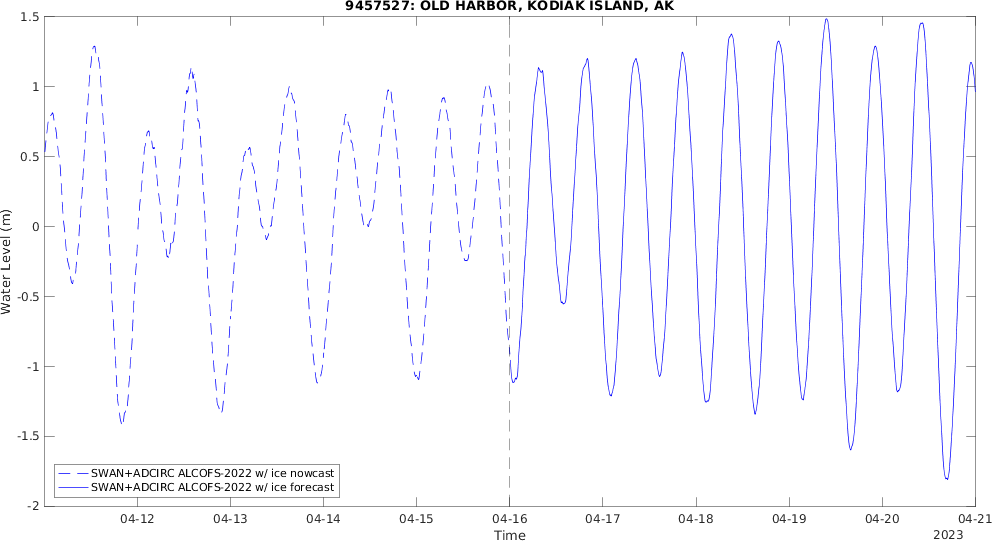 9457527: OLD HARBOR, KODIAK ISLAND, AK
1.5
1
0.5
0
-0.5
-1
-1.5
-2
Water Level (m)
SWAN+ADCIRC ALCOFS-2022 w/ ice nowcast
SWAN+ADCIRC ALCOFS-2022 w/ ice forecast
04-12 04-13 04-14 04-15 04-16 04-17 04-18 04-19 04-20 04-21
Time
2023